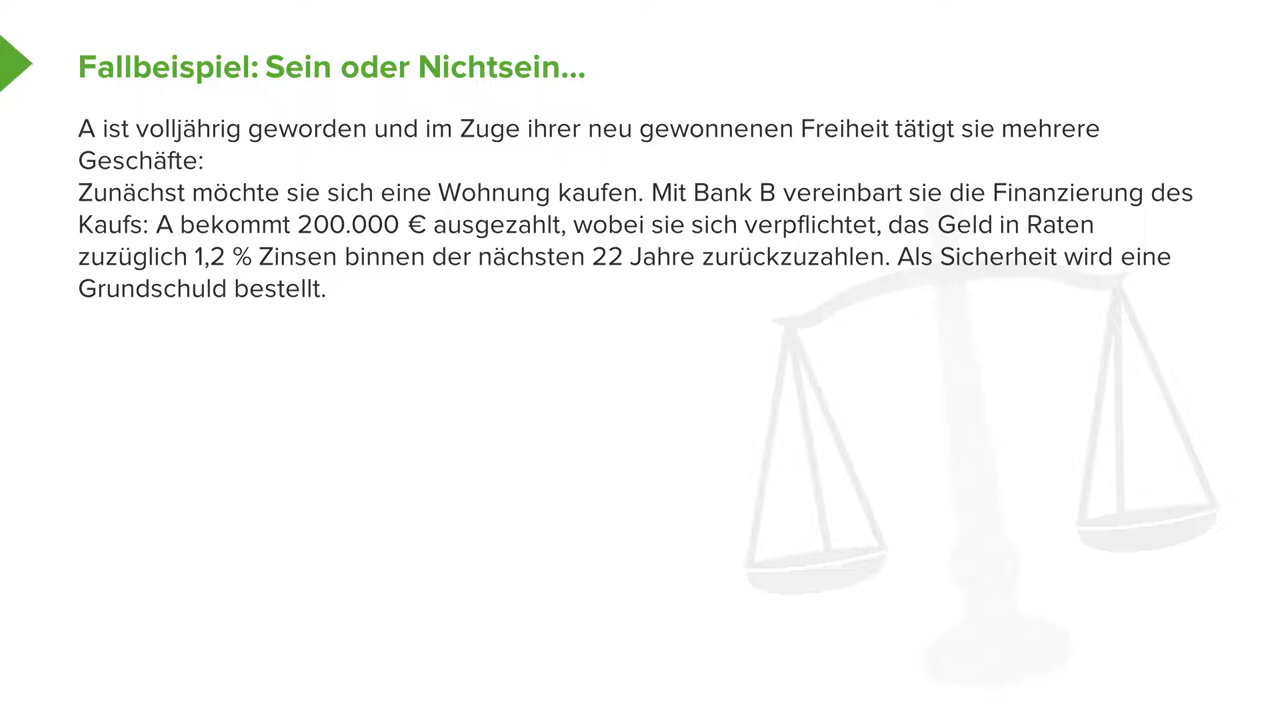 Fallbeispiel: Sein oder Nichtsein...
A ist volljährig geworden und im Zuge ihrer neu gewonnenen Freiheit tätigt sie mehrere
Geschäfte:
Zunächst möchte sie sich eine Wohnung kaufen. Mit Bank B vereinbart sie die Finanzierung des
Kaufs: A bekommt 200.000 € ausgezahlt, wobei sie sich verpflichtet, das Geld in Raten
zuzüglich 1,2 % Zinsen binnen der nächsten 22 Jahre zurückzuzahlen. Als Sicherheit wird eine
Grundschuld bestellt.